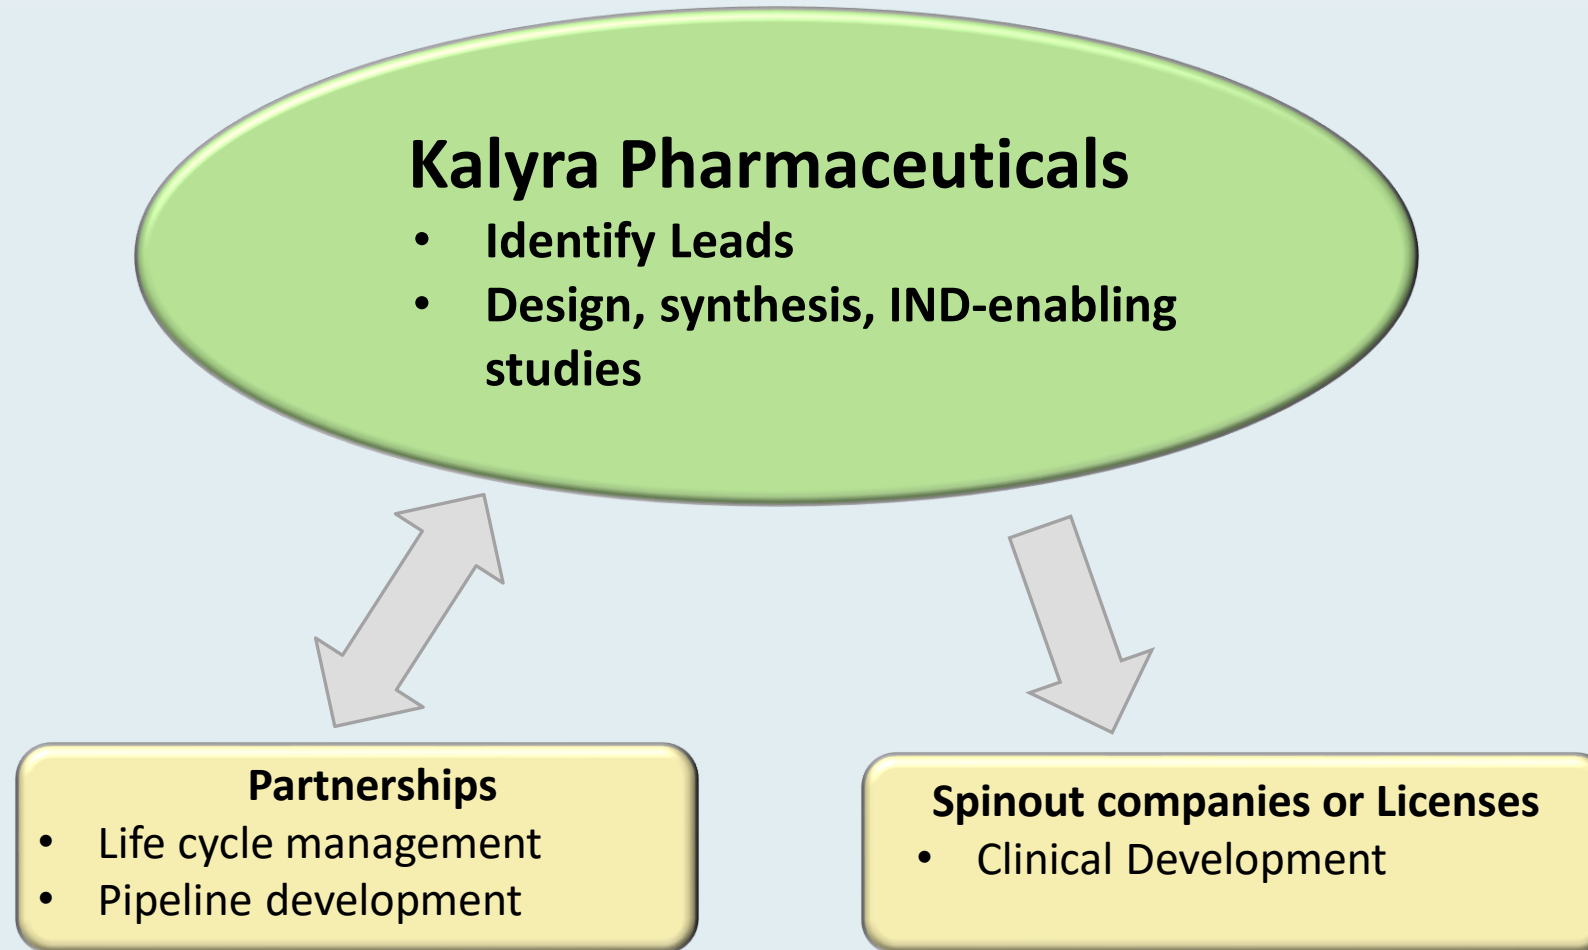 Kalyra Pharmaceuticals
• Identify Leads
• Design, synthesis, IND-enabling
studies
Partnerships
• Life cycle management
• Pipeline development
Spinout companies or Licenses
• Clinical Development